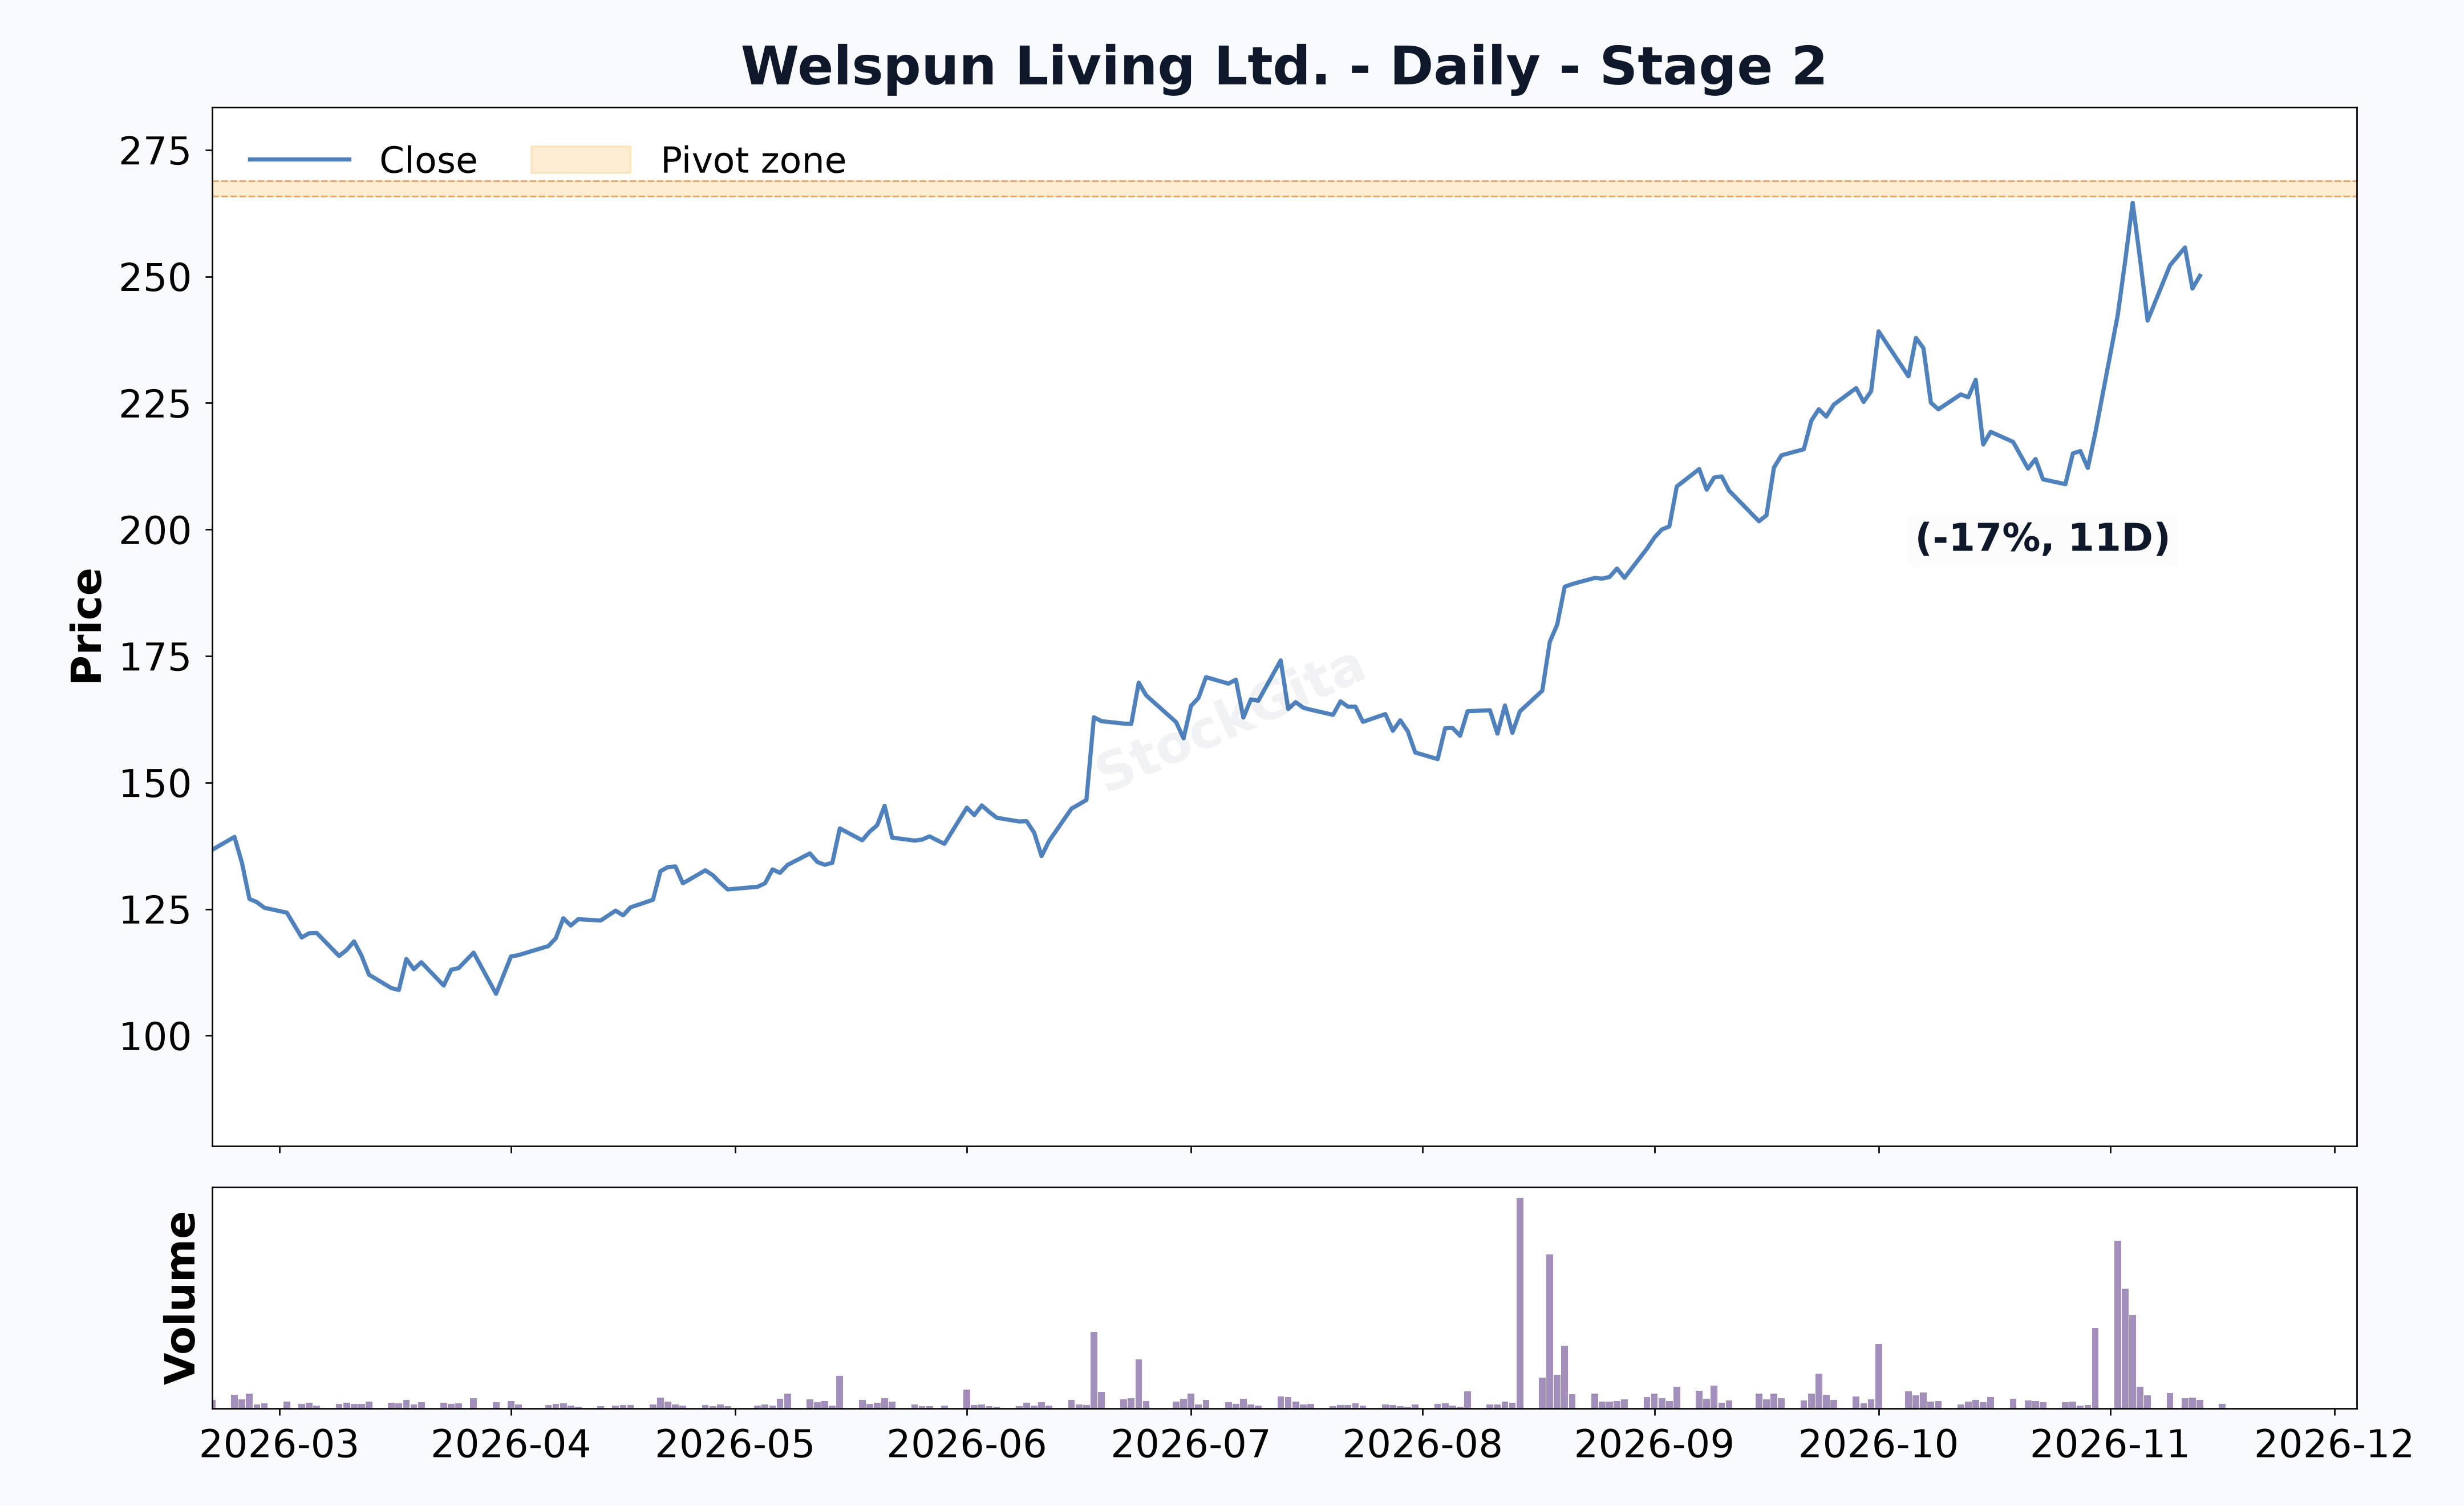 Welspun Living Ltd. - Daily - Stage 2
Close
Pivot zone
275
250
225
200
175
150
125
100
Price
(-17%, 11D)
StockGita
Volume
2026-03
2026-04
2026-05
2026-06
2026-07
2026-08
2026-09
2026-10
2026-11
2026-12